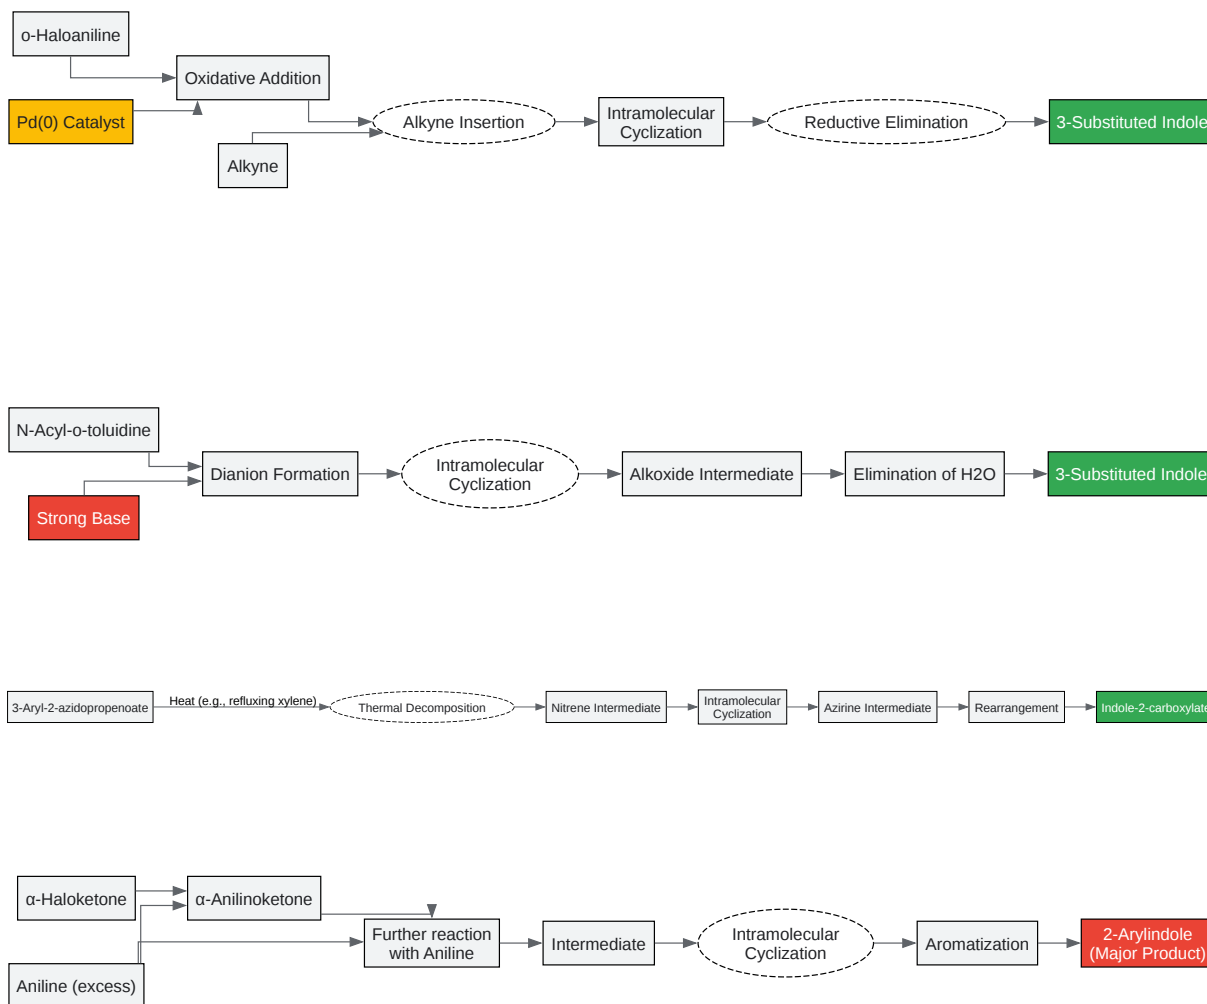 o-Haloaniline
Oxidative Addition
Pd(0) Catalyst
Alkyne Insertion
Intramolecular
Cyclization
Reductive Elimination
3-Substituted Indole
Alkyne
N-Acyl-o-toluidine
Dianion Formation
Intramolecular
Cyclization
Alkoxide Intermediate
Elimination of H2O
3-Substituted Indole
Strong Base
3-Aryl-2-azidopropenoate
Heat (e.g., refluxing xylene)
Thermal Decomposition
Nitrene Intermediate
Intramolecular
Cyclization
Azirine Intermediate
Rearrangement
Indole-2-carboxylate
α-Haloketone
α-Anilinoketone
Further reaction
with Aniline
Intermediate
Intramolecular
Cyclization
Aromatization
2-Arylindole
(Major Product)
Aniline (excess)